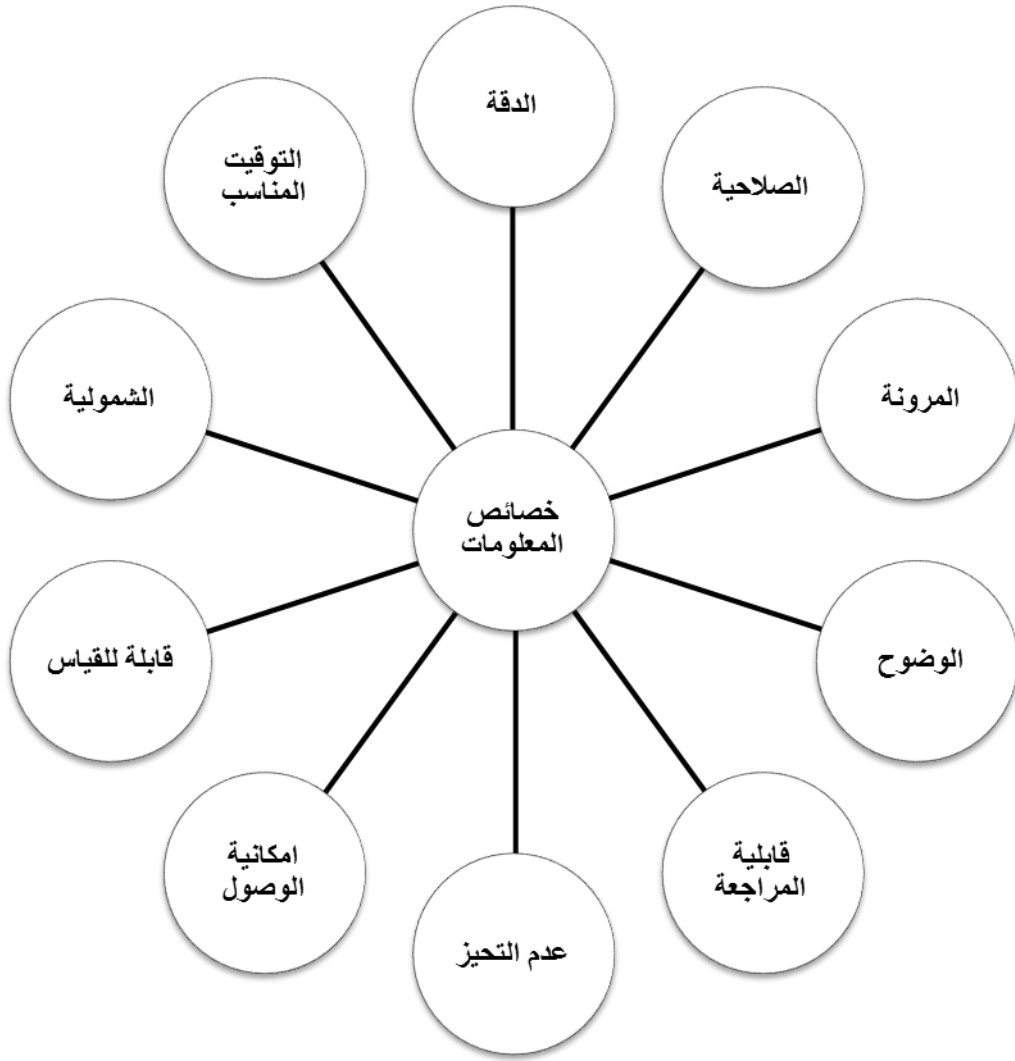 الدقة
الصلاحية
المرونة
الوضوح
قابلية
المراجعة
عدم التحيز
امكانية
الوصول
قابلة للقياس
الشمولية
التوقيت
المناسب
خصائص
المعلومات